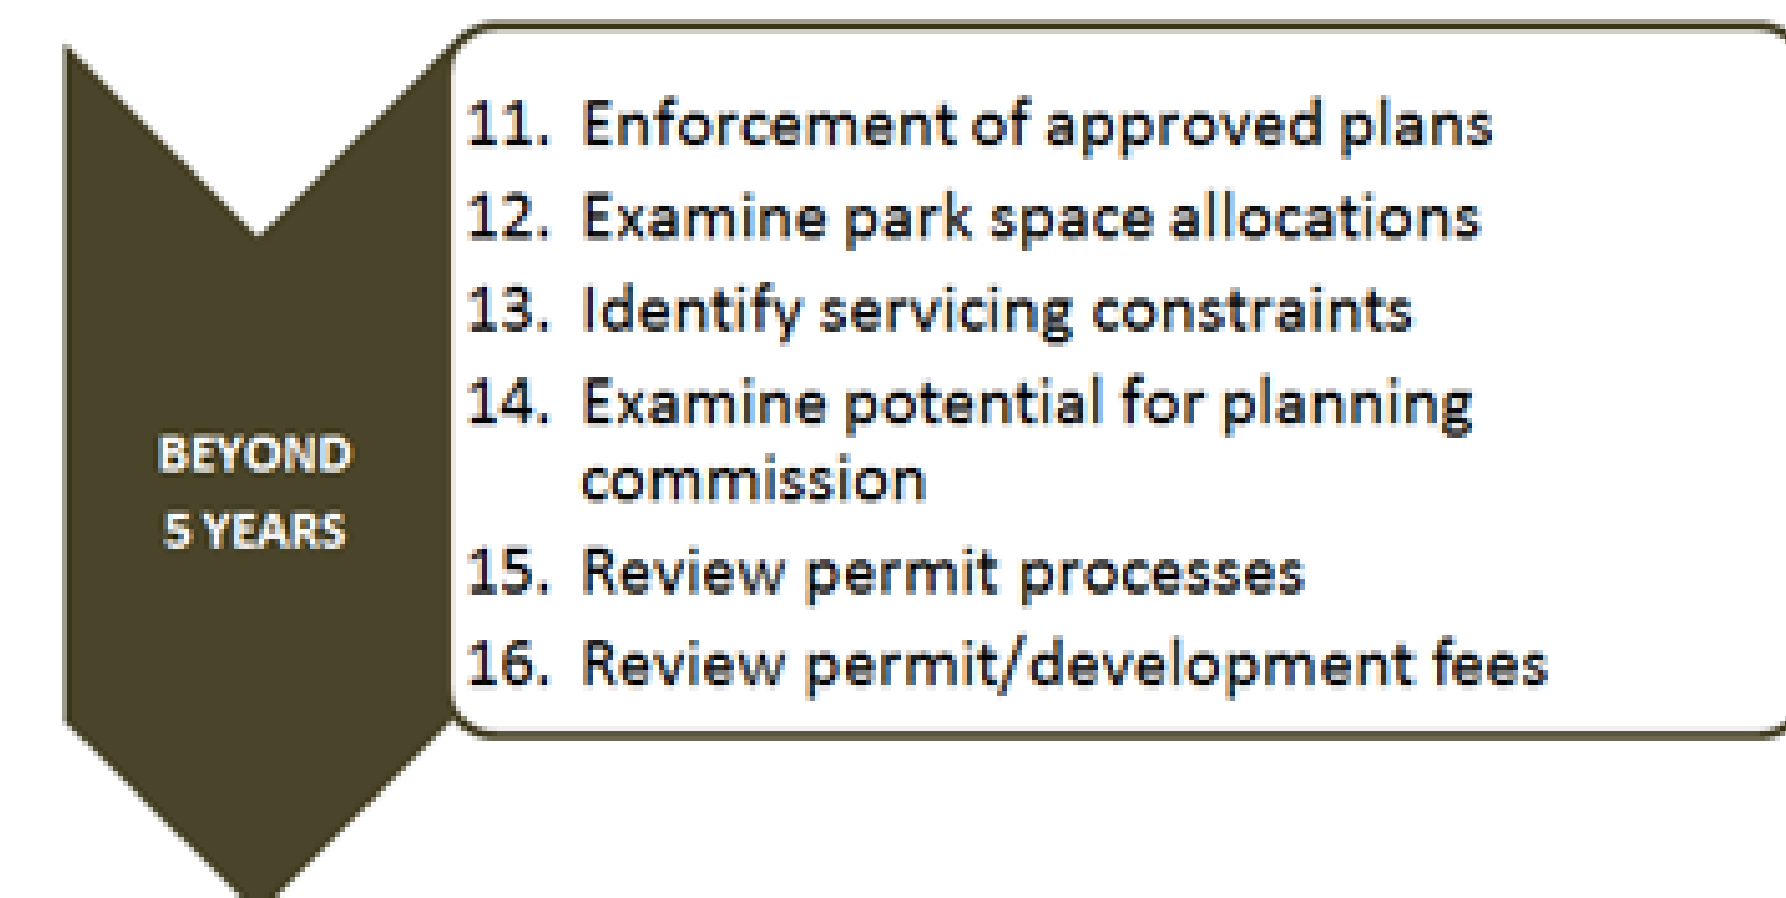 BEYOND
5 YEARS
11. Enforcement of approved plans
12. Examine park space allocations
13. Identify servicing constraints
14. Examine potential for planning
commission
15. Review permit processes
16. Review permit/development fees